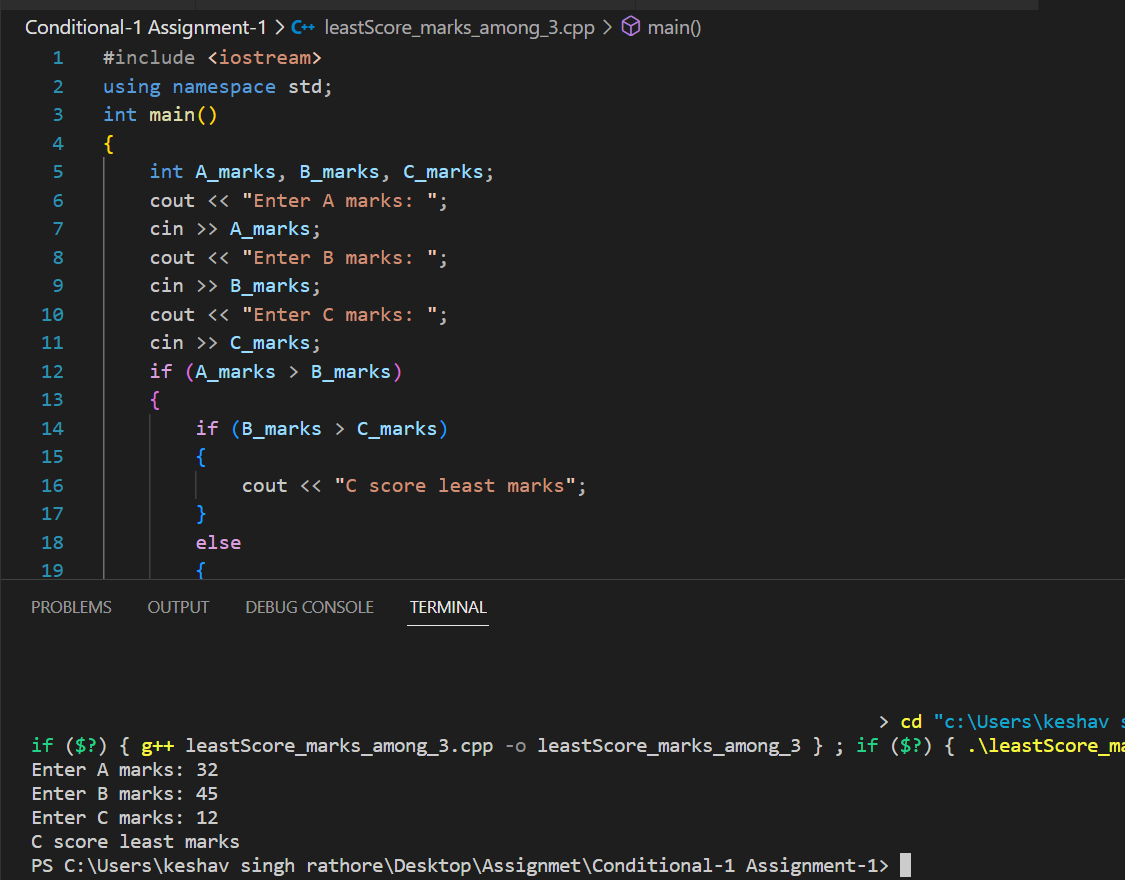 Conditional-1 Assignment-1 > C++ leastScore_marks_among_3.cpp > main()
1 #include <iostream>
2 using namespace std;
3 int main()
4 {
5 int A_marks, B_marks, C_marks;
6 cout << "Enter A marks: ";
7 cin >> A_marks;
8 cout << "Enter B marks: ";
9 cin >> B_marks;
10 cout << "Enter C marks: ";
11 cin >> C_marks;
12 if (A_marks > B_marks)
13 {
14 if (B_marks > C_marks)
15 {
16 cout << "C score least marks";
17 }
18 else
19 {
PROBLEMS OUTPUT DEBUG CONSOLE TERMINAL
> cd "c:\Users\keshav s
if ($?) { g++ leastScore_marks_among_3.cpp -o leastScore_marks_among_3 } ; if ($?) { .\leastScore_ma
Enter A marks: 32
Enter B marks: 45
Enter C marks: 12
C score least marks
PS C:\Users\keshav singh rathore\Desktop\Assignmet\Conditional-1 Assignment-1>